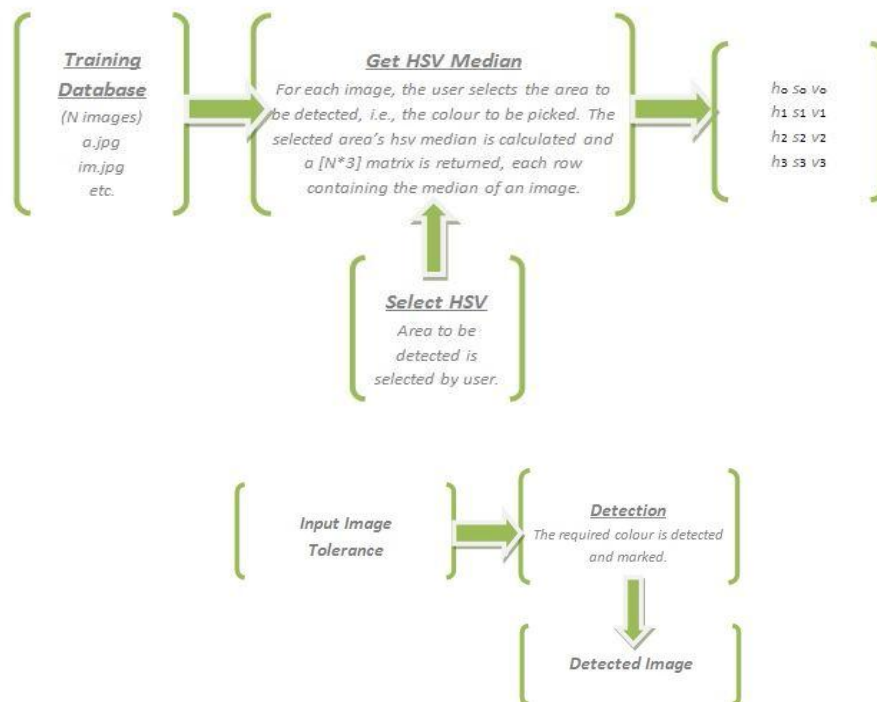 Training
Database
(N images)
a.jpg
im.jpg
etc.
Get HSV Median
For each image, the user selects the area to
be detected, i.e., the colour to be picked. The
selected area's hsv median is calculated and
a [N*3] matrix is returned, each row
containing the median of an image.
h₀ s₀ v₀
h1 s1 v1
h2 s2 v2
h3 s3 v3
Select HSV
Area to be
detected is
selected by user.
Input Image
Tolerance
Detection
The required colour is detected
and marked.
Detected Image